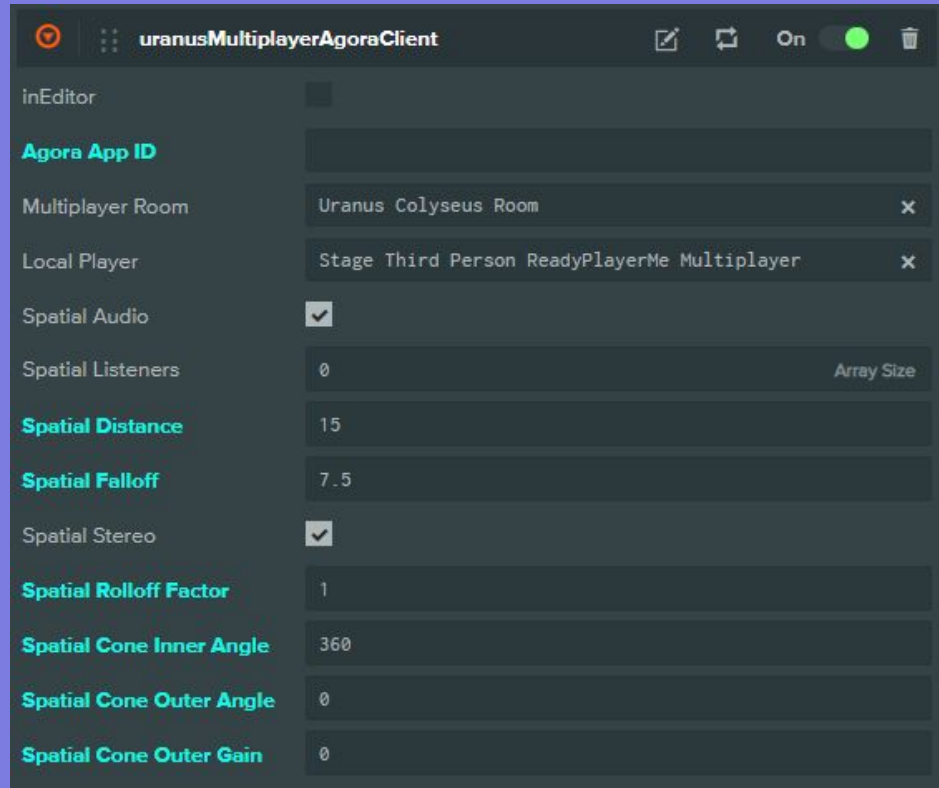 uranusMultiplayerAgoraClient On
inEditor
Agora App ID
Multiplayer Room Uranus Colyseus Room
Local Player Stage Third Person ReadyPlayerMe Multiplayer
Spatial Audio
Spatial Listeners 0 Array Size
Spatial Distance 15
Spatial Falloff 7.5
Spatial Stereo
Spatial Rolloff Factor 1
Spatial Cone Inner Angle 360
Spatial Cone Outer Angle 0
Spatial Cone Outer Gain 0